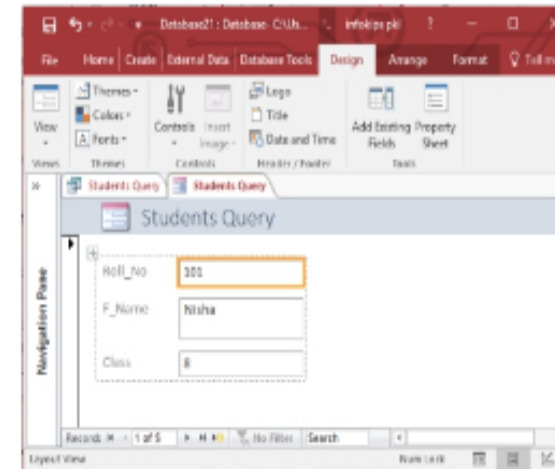 Database21 : Database- C:\Us... infokips pkl ? 
File Home Create External Data Database Tools Design Arrange Format Tell me
View
Views
Themes
Colors
Fonts
Themes
Controls
Insert Image
Controls
Logo
Title
Date and Time
Header / Footer
Add Existing Fields
Property Sheet
Tools
Students Query Students Query
Students Query
Navigation Pane
Roll_No 101
F_Name Nisha
Class 8
Record: 1 of 5 No Filter Search
Layout View Num Lock